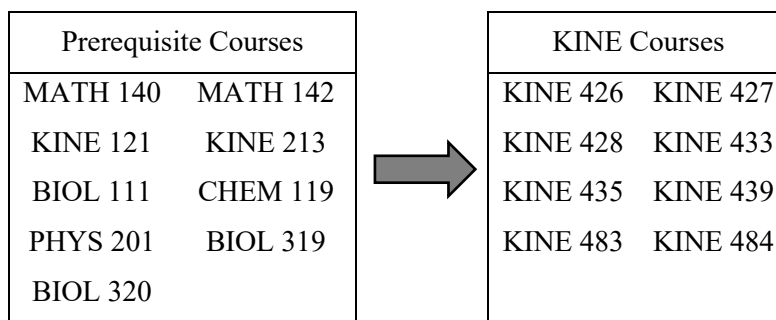 Prerequisite Courses
MATH 140 MATH 142
KINE 121 KINE 213
BIOL 111 CHEM 119
PHYS 201 BIOL 319
BIOL 320
KINE Courses
KINE 426 KINE 427
KINE 428 KINE 433
KINE 435 KINE 439
KINE 483 KINE 484